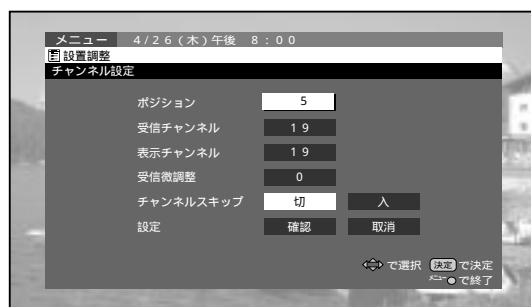 メニュー 4/26(木)午後 8:00
設置調整
チャンネル設定
ポジション 5
受信チャンネル 19
表示チャンネル 19
受信微調整 0
チャンネルスキップ 切 入
設定 確認 取消
で選択 決定 で決定
メニュー で終了